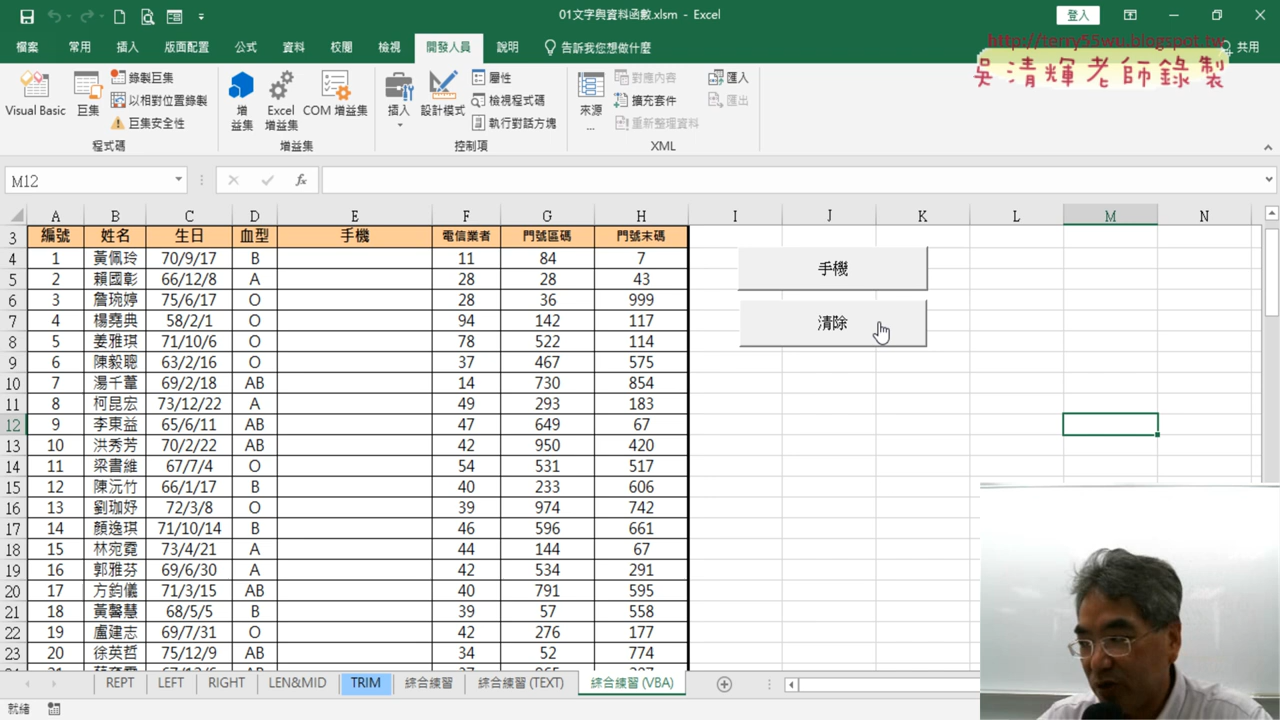 01文字與資料函數.xlsm - Excel
登入
檔案 常用 插入 版面配置 公式 資料 校閱 檢視 開發人員 說明 告訴我您想做什麼 共用
http://terry55wu.blogspot.tw
吳清輝老師錄製
Visual Basic 巨集 錄製巨集 以相對位置錄製 巨集安全性 程式碼
增益集 Excel 增益集 COM 增益集 增益集
插入 設計模式 屬性 檢視程式碼 執行對話方塊 控制項
來源... 對應內容 擴充套件 重新整理資料 匯入 匯出 XML
M12 fx
A B C D E F G H I J K L M N
3 編號 姓名 生日 血型 手機 電信業者 門號區碼 門號末碼
4 1 黃佩玲 70/9/17 B 11 84 7
5 2 賴國彰 66/12/8 A 28 28 43
6 3 詹琬婷 75/6/17 O 28 36 999
7 4 楊堯典 58/2/1 O 94 142 117
8 5 姜雅琪 71/10/6 O 78 522 114
9 6 陳毅聰 63/2/16 O 37 467 575
10 7 湯千葦 69/2/18 AB 14 730 854
11 8 柯昆宏 73/12/22 A 49 293 183
12 9 李東益 65/6/11 AB 47 649 67
13 10 洪秀芳 70/2/22 AB 42 950 420
14 11 梁書維 67/7/4 O 54 531 517
15 12 陳沅竹 66/1/17 B 40 233 606
16 13 劉珈妤 72/3/8 O 39 974 742
17 14 顏逸琪 71/10/14 B 46 596 661
18 15 林宛霓 73/4/21 A 44 144 67
19 16 郭雅芬 69/6/30 A 42 534 291
20 17 方鈞儀 71/3/15 AB 40 791 595
21 18 黃馨慧 68/5/5 B 39 57 558
22 19 盧建志 69/7/31 O 42 276 177
23 20 徐英哲 75/12/9 AB 34 52 774
手機
清除
REPT LEFT RIGHT LEN&MID TRIM 綜合練習 綜合練習 (TEXT) 綜合練習 (VBA)
就緒